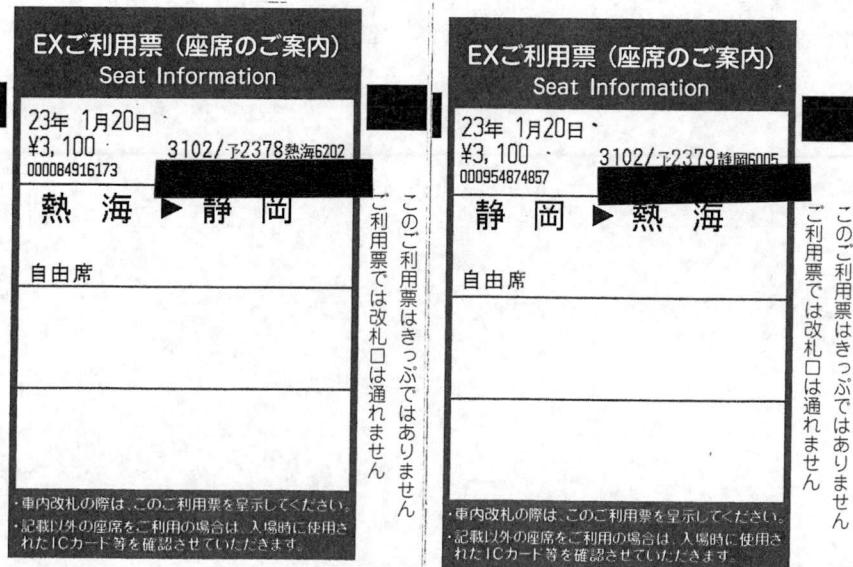 EXご利用票（座席のご案内）
Seat Information
23年 1月20日
¥3,100 3102/予2378熱海6202
000084916173
熱 海 ▶ 静 岡
自由席
・車内改札の際は、このご利用票を呈示してください。
・記載以外の座席をご利用の場合は、入場時に使用さ
れたICカード等を確認させていただきます。
このご利用票はきっぷではありません
ご利用票では改札口は通れません
EXご利用票（座席のご案内）
Seat Information
23年 1月20日
¥3,100 3102/予2379静岡6005
000954874857
静 岡 ▶ 熱 海
自由席
・車内改札の際は、このご利用票を呈示してください。
・記載以外の座席をご利用の場合は、入場時に使用さ
れたICカード等を確認させていただきます。
このご利用票はきっぷではありません
ご利用票では改札口は通れません